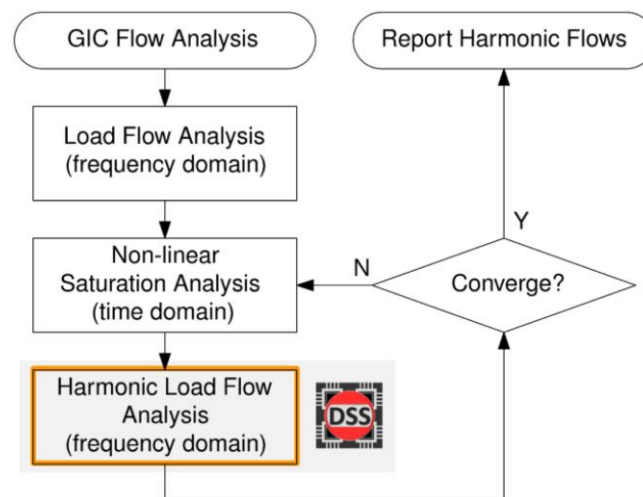 GIC Flow Analysis
Report Harmonic Flows
Load Flow Analysis
(frequency domain)
Y
Non-linear
Saturation Analysis
(time domain)
N
Converge?
Harmonic Load Flow
Analysis
(frequency domain)
DSS